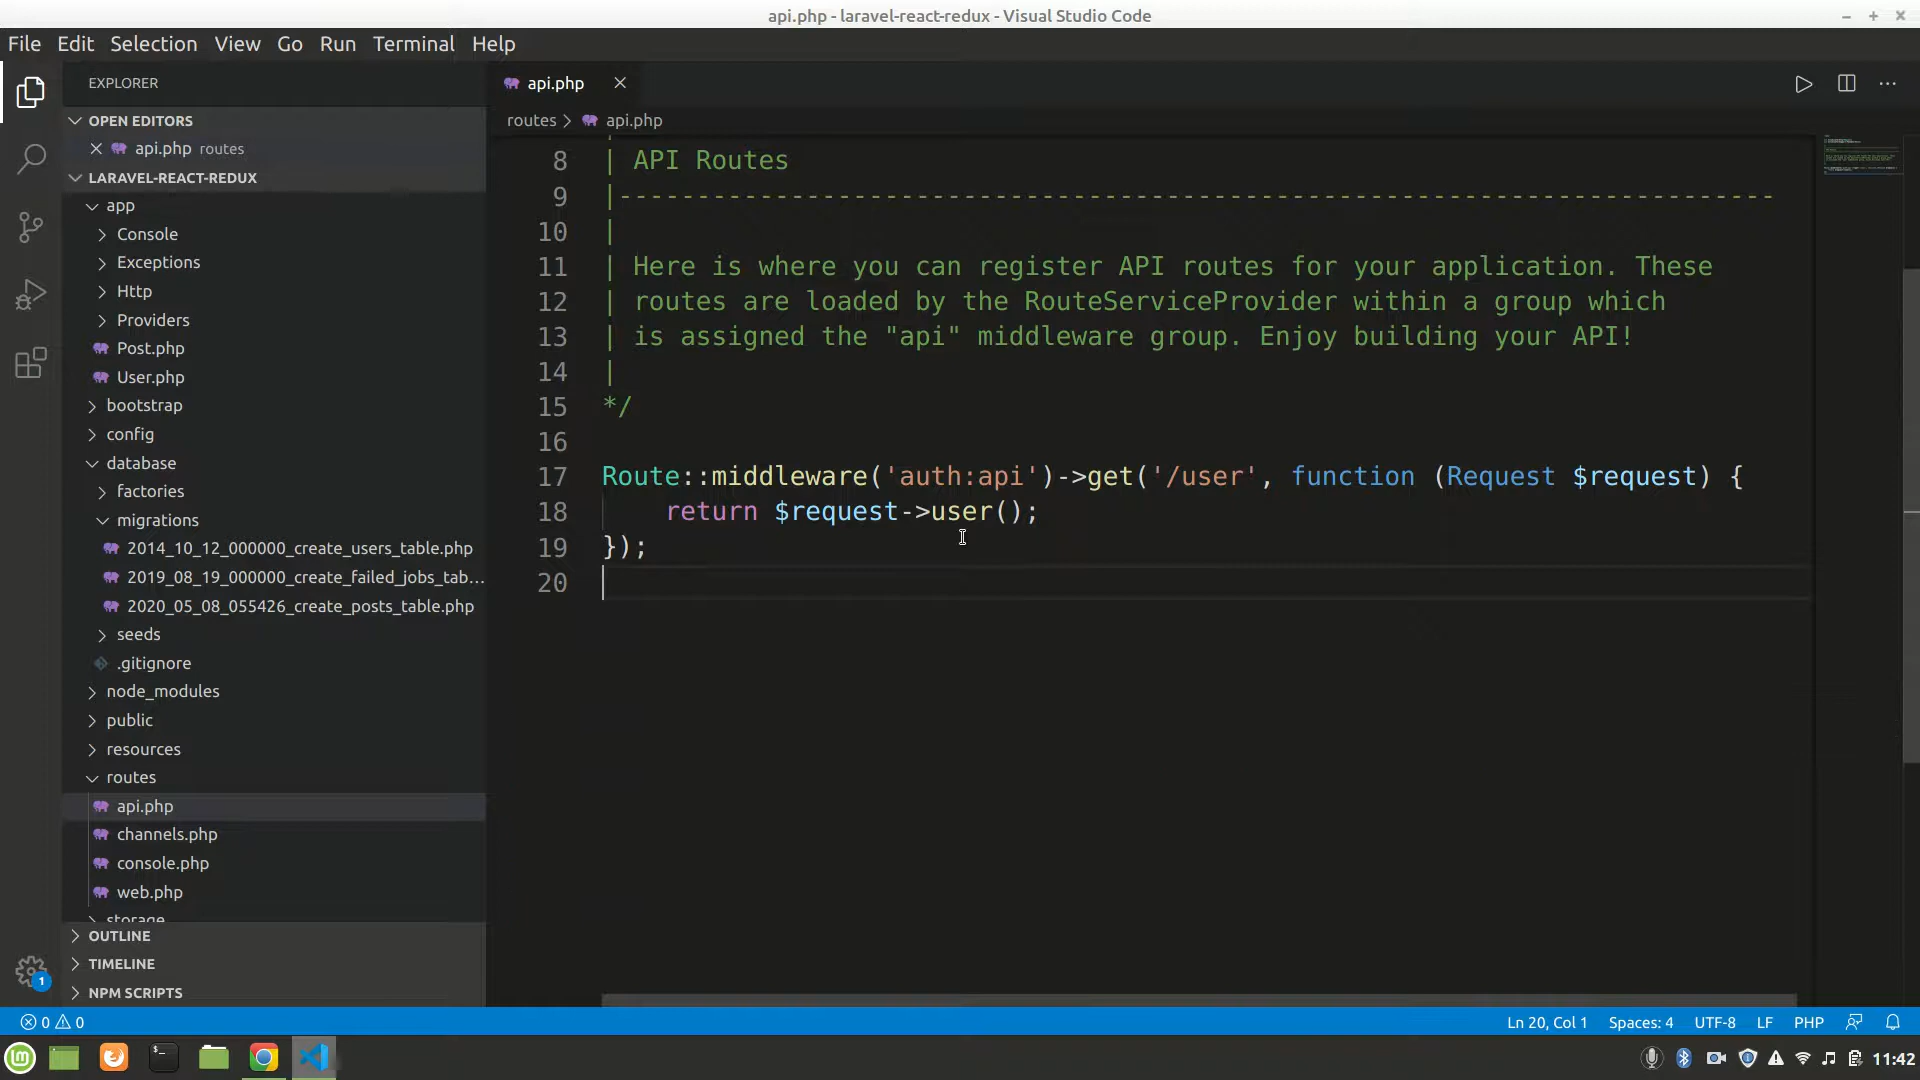 api.php - laravel-react-redux - Visual Studio Code
File Edit Selection View Go Run Terminal Help
EXPLORER
OPEN EDITORS
api.php routes
LARAVEL-REACT-REDUX
app
Console
Exceptions
Http
Providers
Post.php
User.php
bootstrap
config
database
factories
migrations
2014_10_12_000000_create_users_table.php
2019_08_19_000000_create_failed_jobs_tab...
2020_05_08_055426_create_posts_table.php
seeds
.gitignore
node_modules
public
resources
routes
api.php
channels.php
console.php
web.php
storage
OUTLINE
TIMELINE
NPM SCRIPTS
api.php
routes > api.php
8 | API Routes
9 |--------------------------------------------------------------------------
10 |
11 | Here is where you can register API routes for your application. These
12 | routes are loaded by the RouteServiceProvider within a group which
13 | is assigned the "api" middleware group. Enjoy building your API!
14 |
15 */
16
17 Route::middleware('auth:api')->get('/user', function (Request $request) {
18 return $request->user();
19 });
20
1
0 0
Ln 20, Col 1 Spaces: 4 UTF-8 LF PHP
11:42